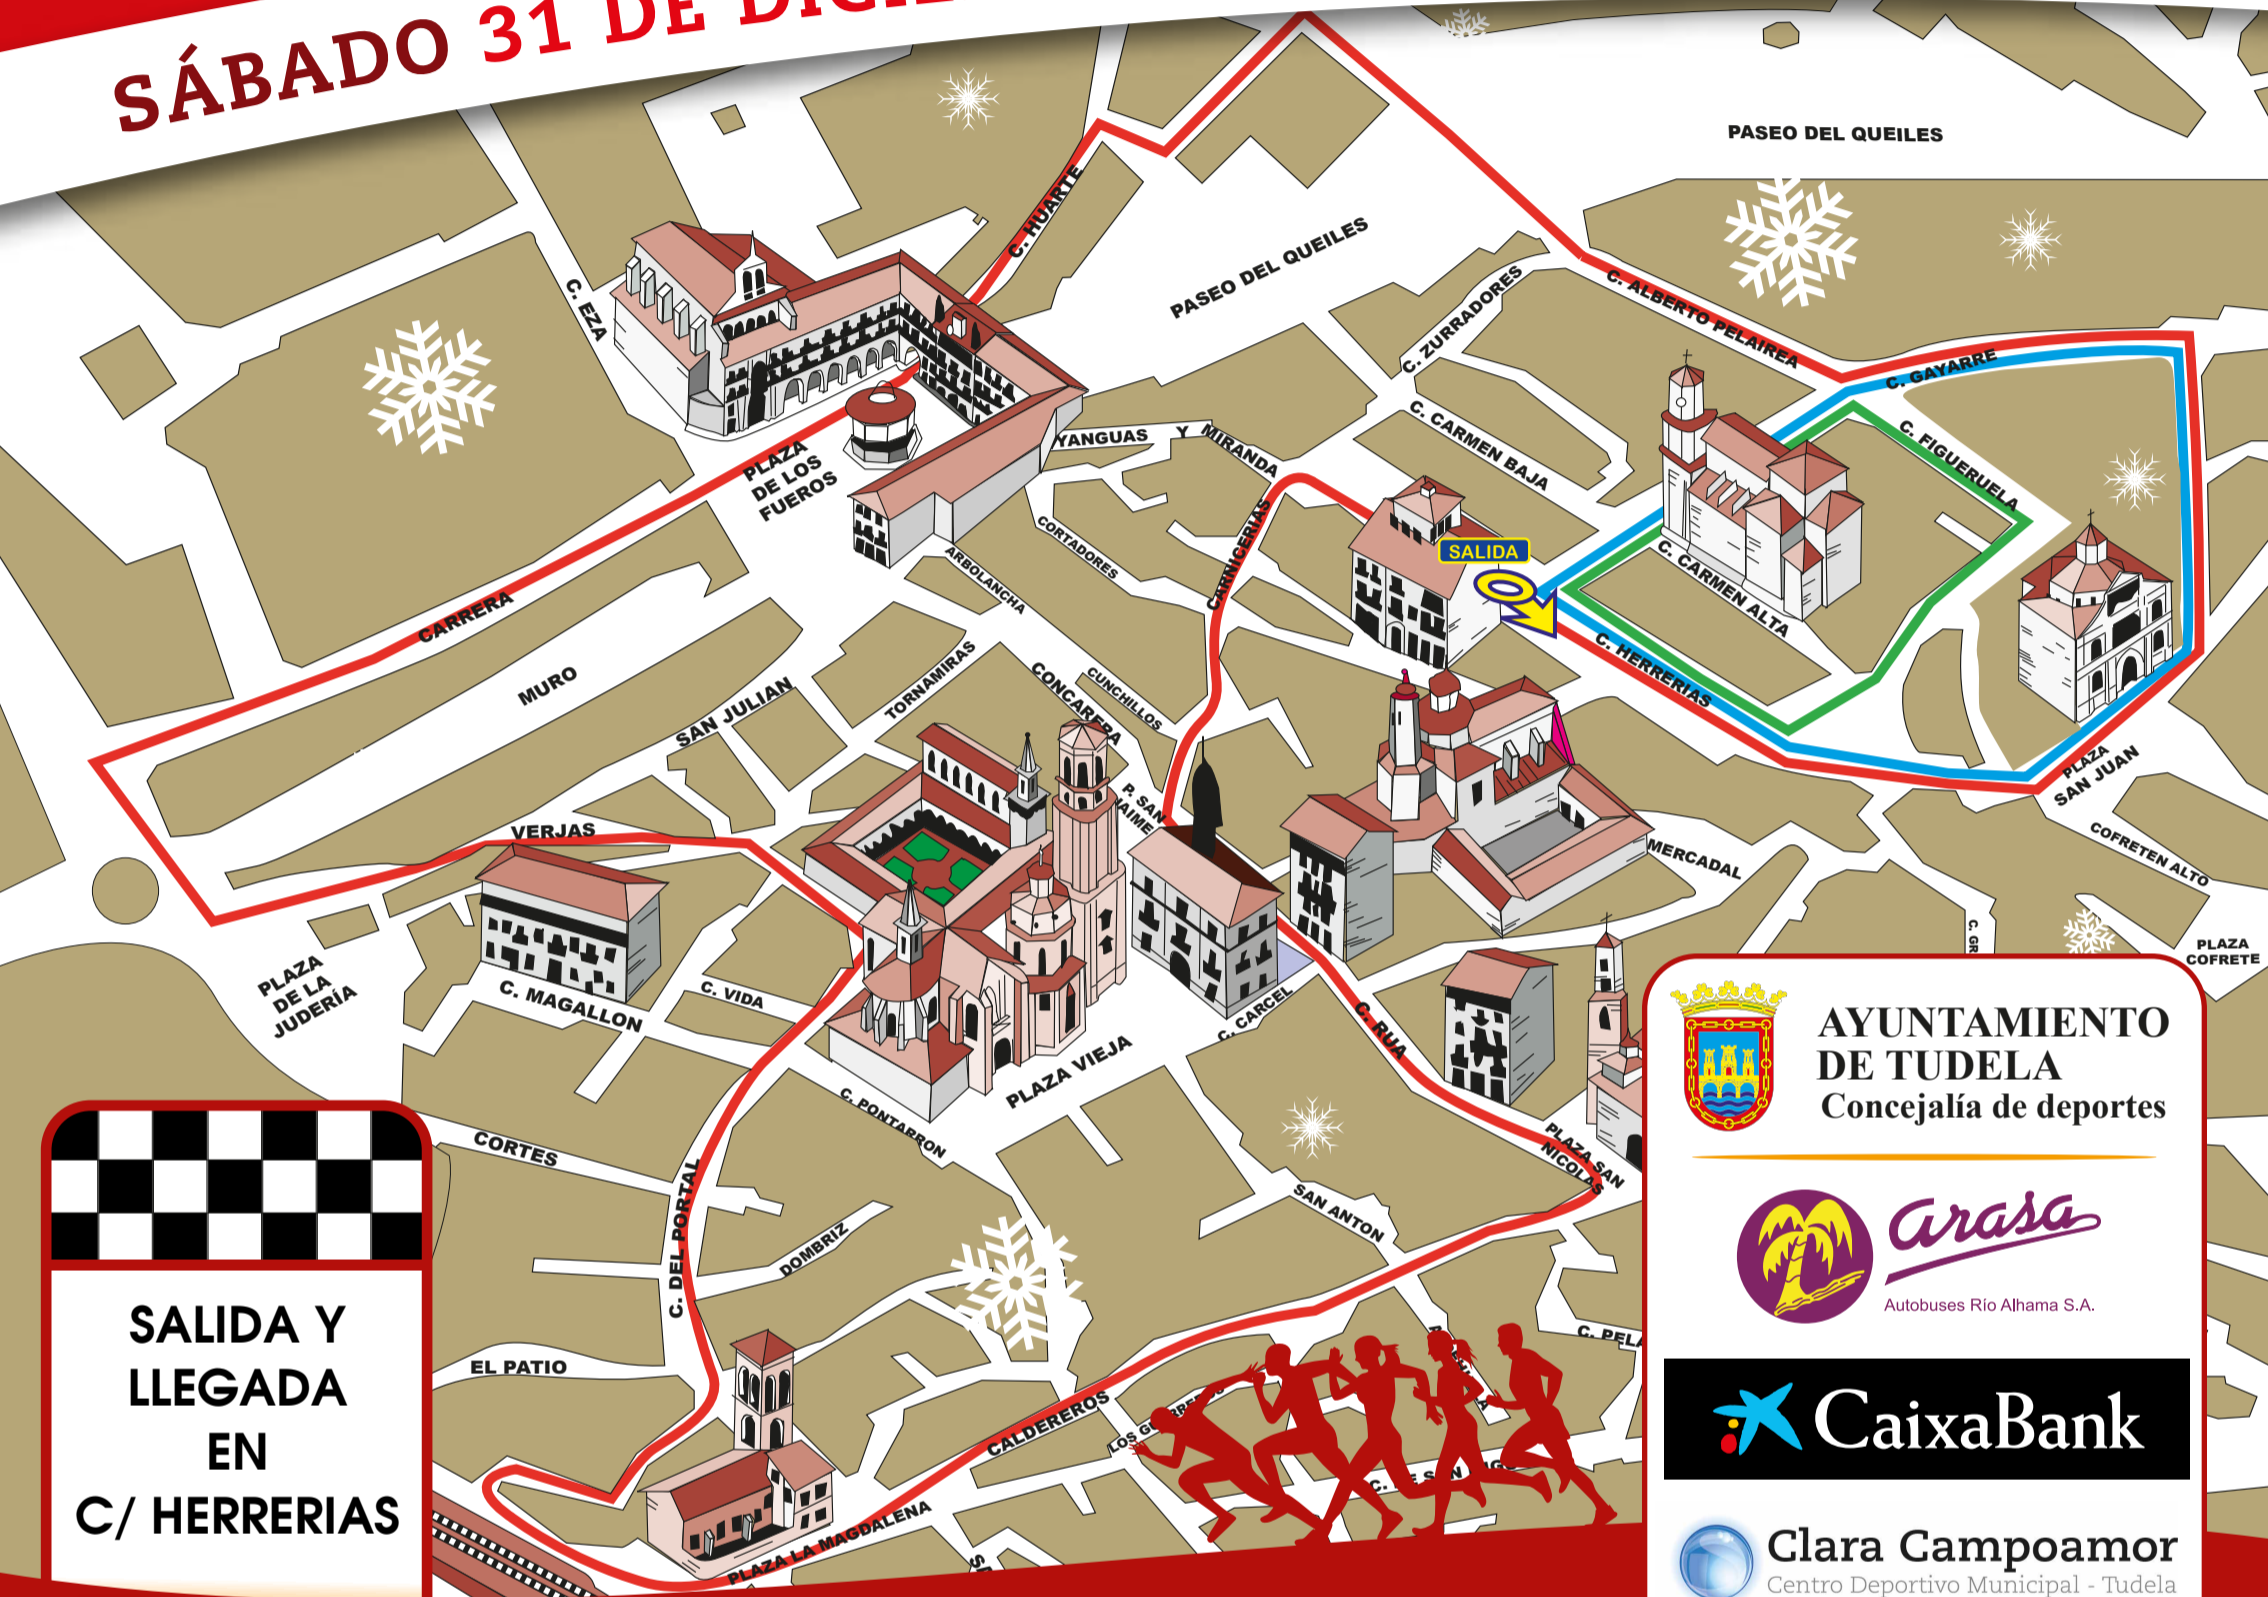 SÁBADO 31 DE
PASEO DEL QUEILES
C. HUARTE
PASEO DEL QUEILES
C. EZA
C. ZURRADORES
C. ALBERTO PELAIREA
C. GAYARRE
C. FIGUERUELA
C. CARMEN BAJA
YANGUAS Y MIRANDA
PLAZA
DE LOS
FUEROS
CARNICERIAS
CORTADORES
ARBOLANCHA
SALIDA
C. CARMEN ALTA
C. HERRERIAS
CARRERA
MURO
SAN JULIAN
TORNAMIRAS
CONCARERA
CUNCHILLOS
P. SAN
JAIME
PLAZA
SAN JUAN
COFRETEN ALTO
MERCADAL
VERJAS
C. GR
PLAZA
COFRETE
PLAZA
DE LA
JUDERÍA
C. MAGALLON
C. VIDA
C. CARCEL
C. RUA
PLAZA VIEJA
C. PONTARRON
CORTES
PLAZA SAN
NICOLAS
SAN ANTON
C. DEL PORTAL
DOMBRIZ
EL PATIO
C. PELA
CALDEREROS
PLAZA LA MAGDALENA
SALIDA Y
LLEGADA
EN
C/ HERRERIAS
AYUNTAMIENTO
DE TUDELA
Concejalía de deportes
arasa
Autobuses Río Alhama S.A.
CaixaBank
Clara Campoamor
Centro Deportivo Municipal - Tudela